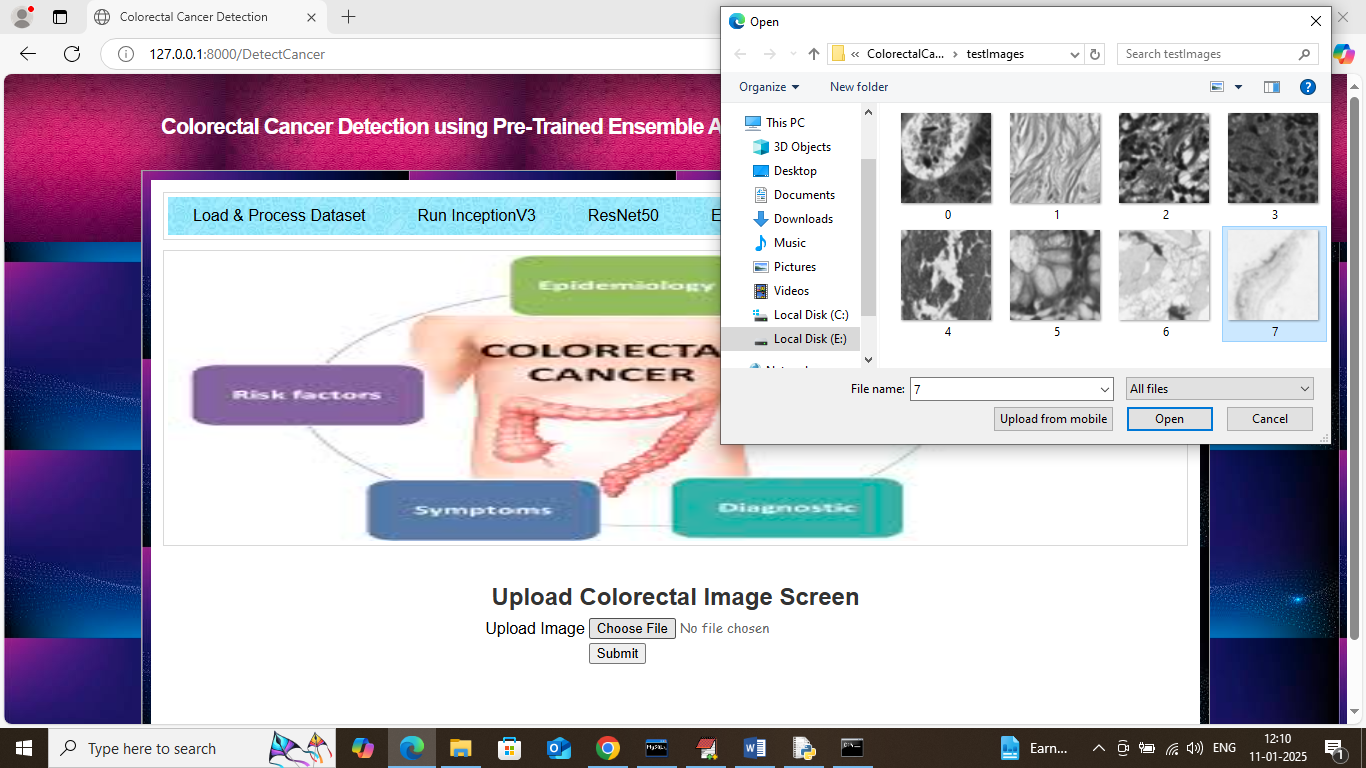 Colorectal Cancer Detection
127.0.0.1:8000/DetectCancer
Colorectal Cancer Detection using Pre-Trained Ensemble A
Load & Process Dataset Run InceptionV3 ResNet50 E
Epidemiology
COLORECTA
CANCER
Risk factors
Symptoms
Diagnostic
Upload Colorectal Image Screen
Upload Image Choose File No file chosen
Submit
Open
« ColorectalCa... › testImages Search testImages
Organize New folder
This PC
3D Objects
Desktop
Documents
Downloads
Music
Pictures
Videos
Local Disk (C:)
Local Disk (E:)
0 1 2 3
4 5 6 7
File name: 7 All files
Upload from mobile Open Cancel
Type here to search
Earn...
ENG
12:10
11-01-2025
1